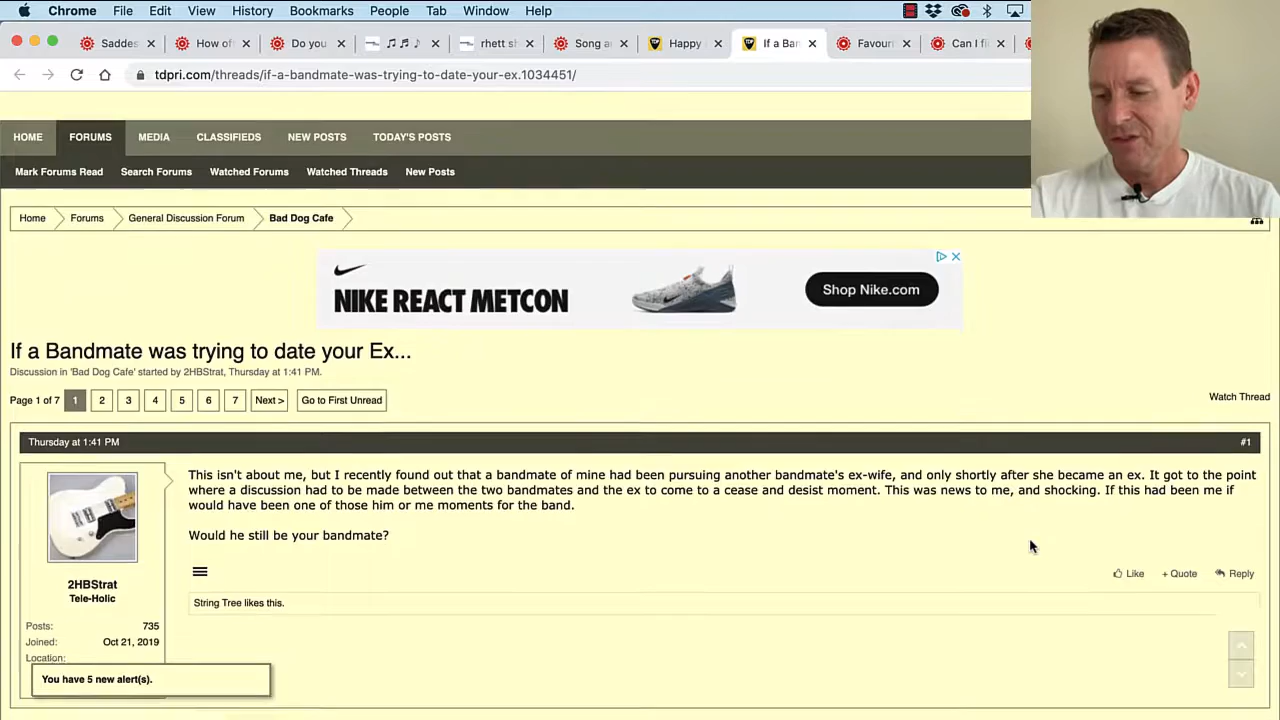 Chrome File Edit View History Bookmarks People Tab Window Help
Saddes How of Do you rhett sh Song a Happy If a Ban Favouri Can I fi
tdpri.com/threads/if-a-bandmate-was-trying-to-date-your-ex.1034451/
HOME FORUMS MEDIA CLASSIFIEDS NEW POSTS TODAY'S POSTS
Mark Forums Read Search Forums Watched Forums Watched Threads New Posts
Home Forums General Discussion Forum Bad Dog Cafe
NIKE REACT METCON
Shop Nike.com
If a Bandmate was trying to date your Ex...
Discussion in 'Bad Dog Cafe' started by 2HBStrat, Thursday at 1:41 PM.
Page 1 of 7 1 2 3 4 5 6 7 Next > Go to First Unread
Watch Thread
Thursday at 1:41 PM #1
This isn't about me, but I recently found out that a bandmate of mine had been pursuing another bandmate's ex-wife, and only shortly after she became an ex. It got to the point
where a discussion had to be made between the two bandmates and the ex to come to a cease and desist moment. This was news to me, and shocking. If this had been me if
would have been one of those him or me moments for the band.
Would he still be your bandmate?
Like + Quote Reply
String Tree likes this.
2HBStrat
Tele-Holic
Posts: 735
Joined: Oct 21, 2019
Location:
You have 5 new alert(s).